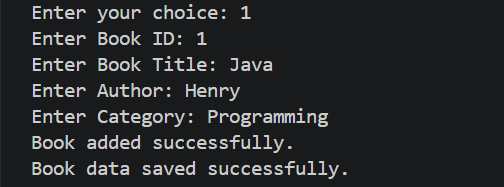 Enter your choice: 1
Enter Book ID: 1
Enter Book Title: Java
Enter Author: Henry
Enter Category: Programming
Book added successfully.
Book data saved successfully.